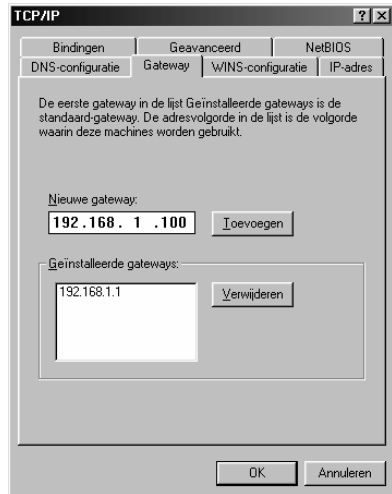 TCP/IP
Bindingen
Geavanceerd
NetBIOS
DNS-configuratie
Gateway
WINS-configuratie
IP-adres
De eerste gateway in de lijst Geïnstalleerde gateways is de
standaard-gateway. De adresvolgorde in de lijst is de volgorde
waarin deze machines worden gebruikt.
Nieuwe gateway:
192.168. 1 .100
Toevoegen
Geïnstalleerde gateways:
192.168.1.1
Verwijderen
OK
Annuleren